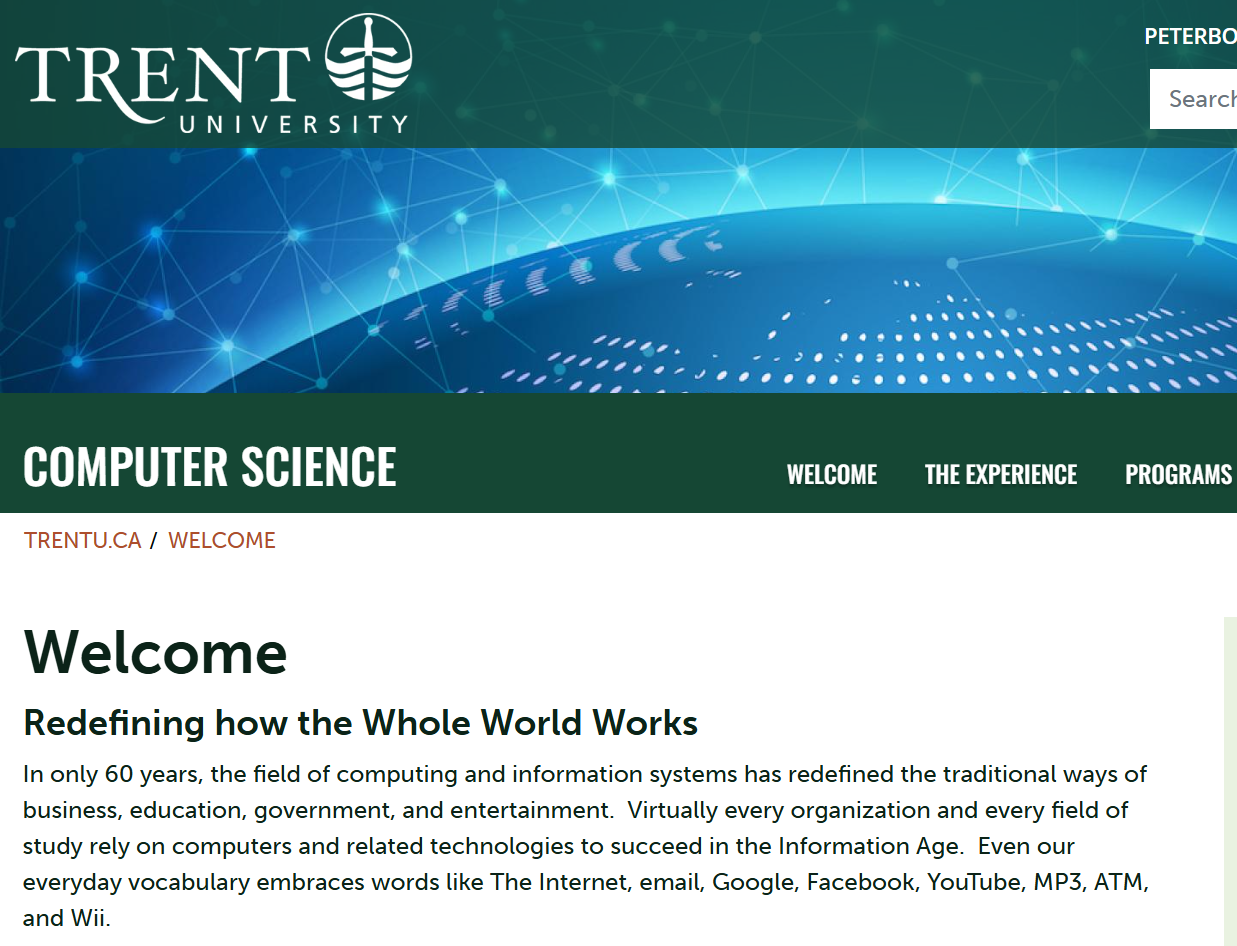 TRENT
UNIVERSITY
PETERBO
Search
COMPUTER SCIENCE
WELCOME THE EXPERIENCE PROGRAMS
TRENTU.CA / WELCOME
Welcome
Redefining how the Whole World Works
In only 60 years, the field of computing and information systems has redefined the traditional ways of
business, education, government, and entertainment.  Virtually every organization and every field of
study rely on computers and related technologies to succeed in the Information Age.  Even our
everyday vocabulary embraces words like The Internet, email, Google, Facebook, YouTube, MP3, ATM,
and Wii.